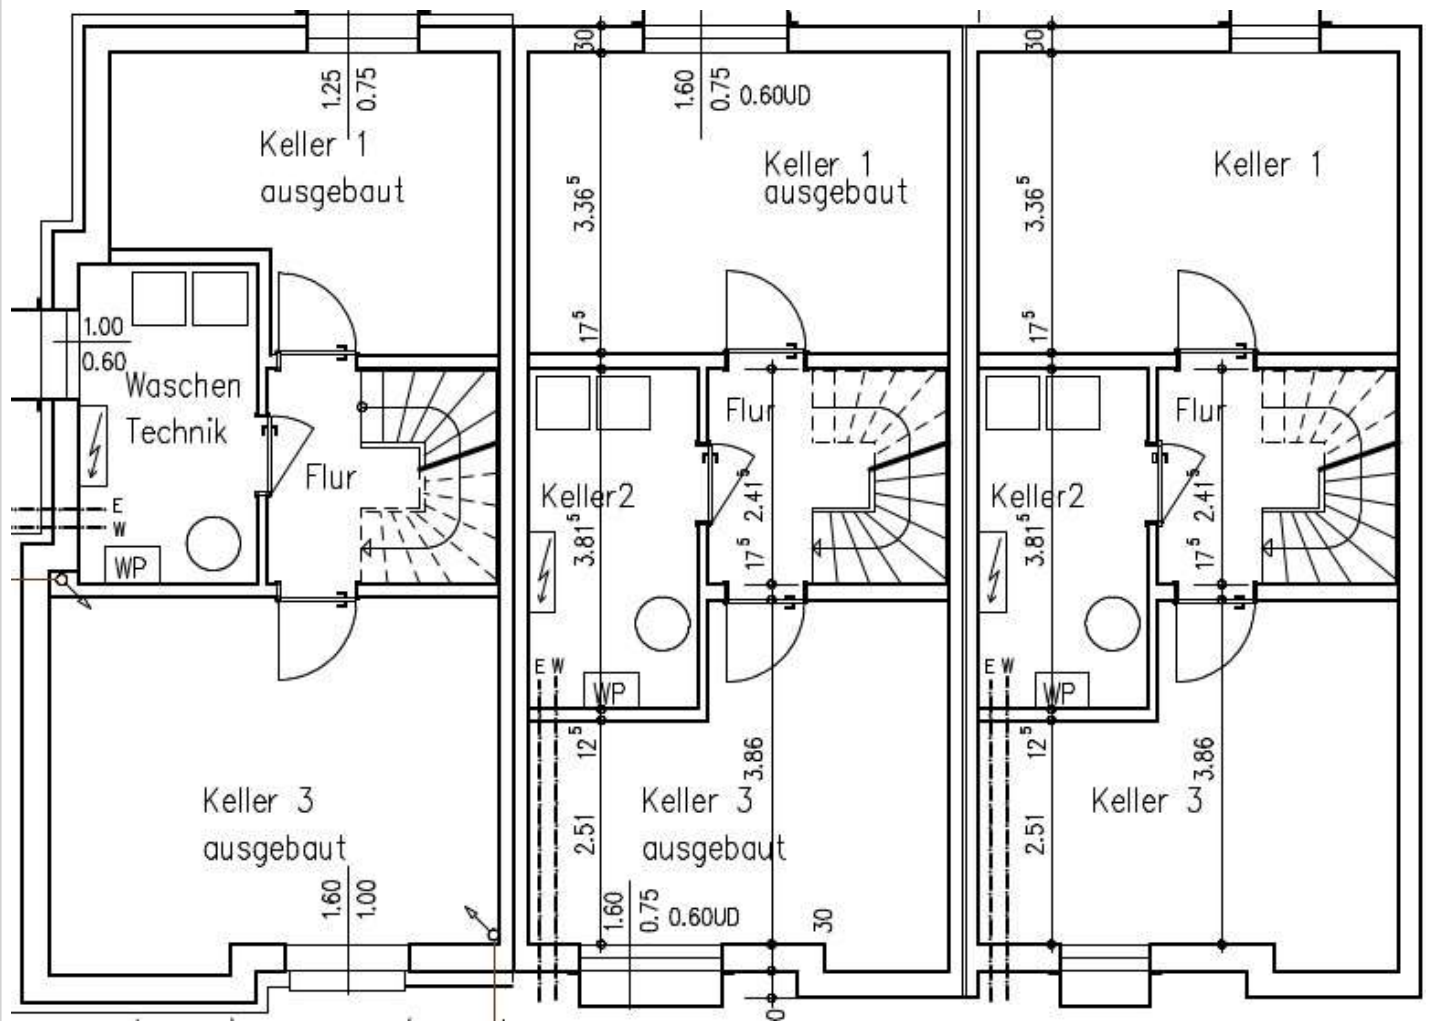 30
30
1.25
0.75
1.60
0.75
0.60UD
Keller 1
ausgebaut
Keller 1
ausgebaut
Keller 1
3.36⁵
3.36⁵
17⁵
17⁵
1.00
0.60
Waschen
Technik
Flur
Flur
Flur
Keller2
Keller2
2.41⁵
2.41⁵
3.81⁵
3.81⁵
17⁵
17⁵
E
W
WP
E W
WP
E W
WP
12⁵
3.86
12⁵
3.86
Keller 3
ausgebaut
Keller 3
ausgebaut
Keller 3
2.51
2.51
1.60
1.00
1.60
0.75
0.60UD
30